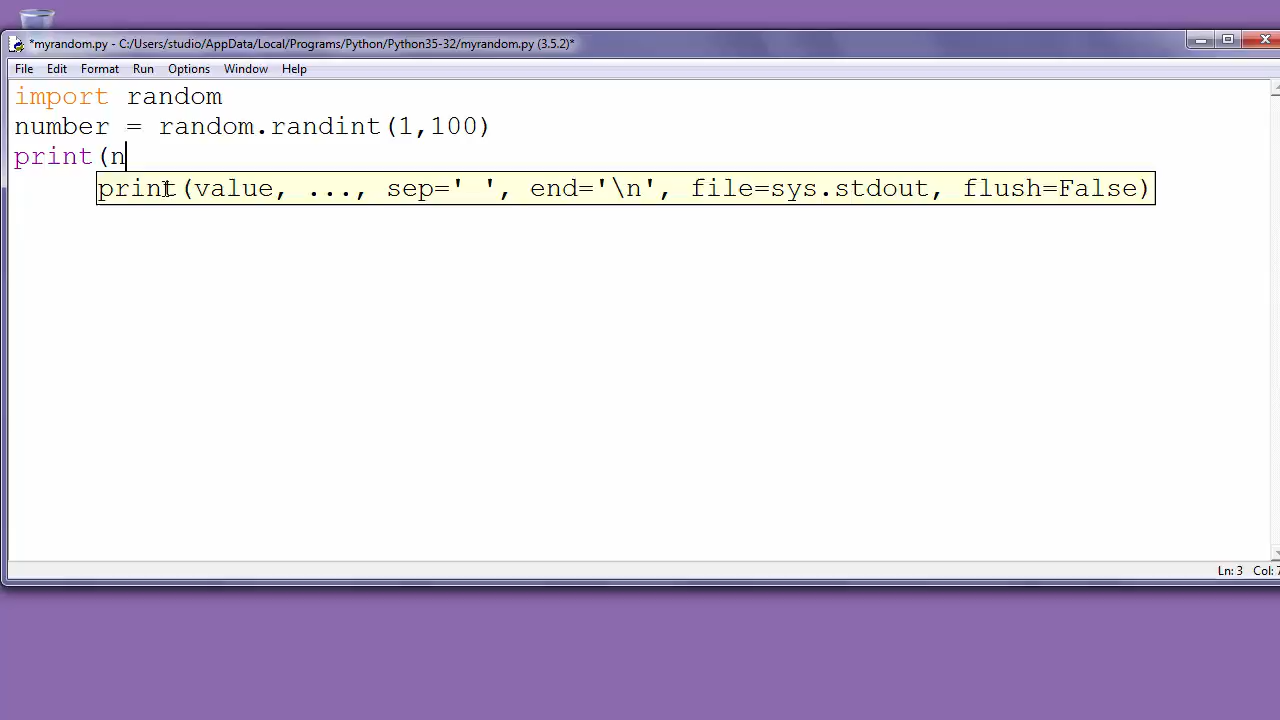 *myrandom.py - C:/Users/studio/AppData/Local/Programs/Python/Python35-32/myrandom.py (3.5.2)*
File Edit Format Run Options Window Help
import random
number = random.randint(1,100)
print(n
print(value, ..., sep=' ', end='\n', file=sys.stdout, flush=False)
Ln: 3 Col: 7